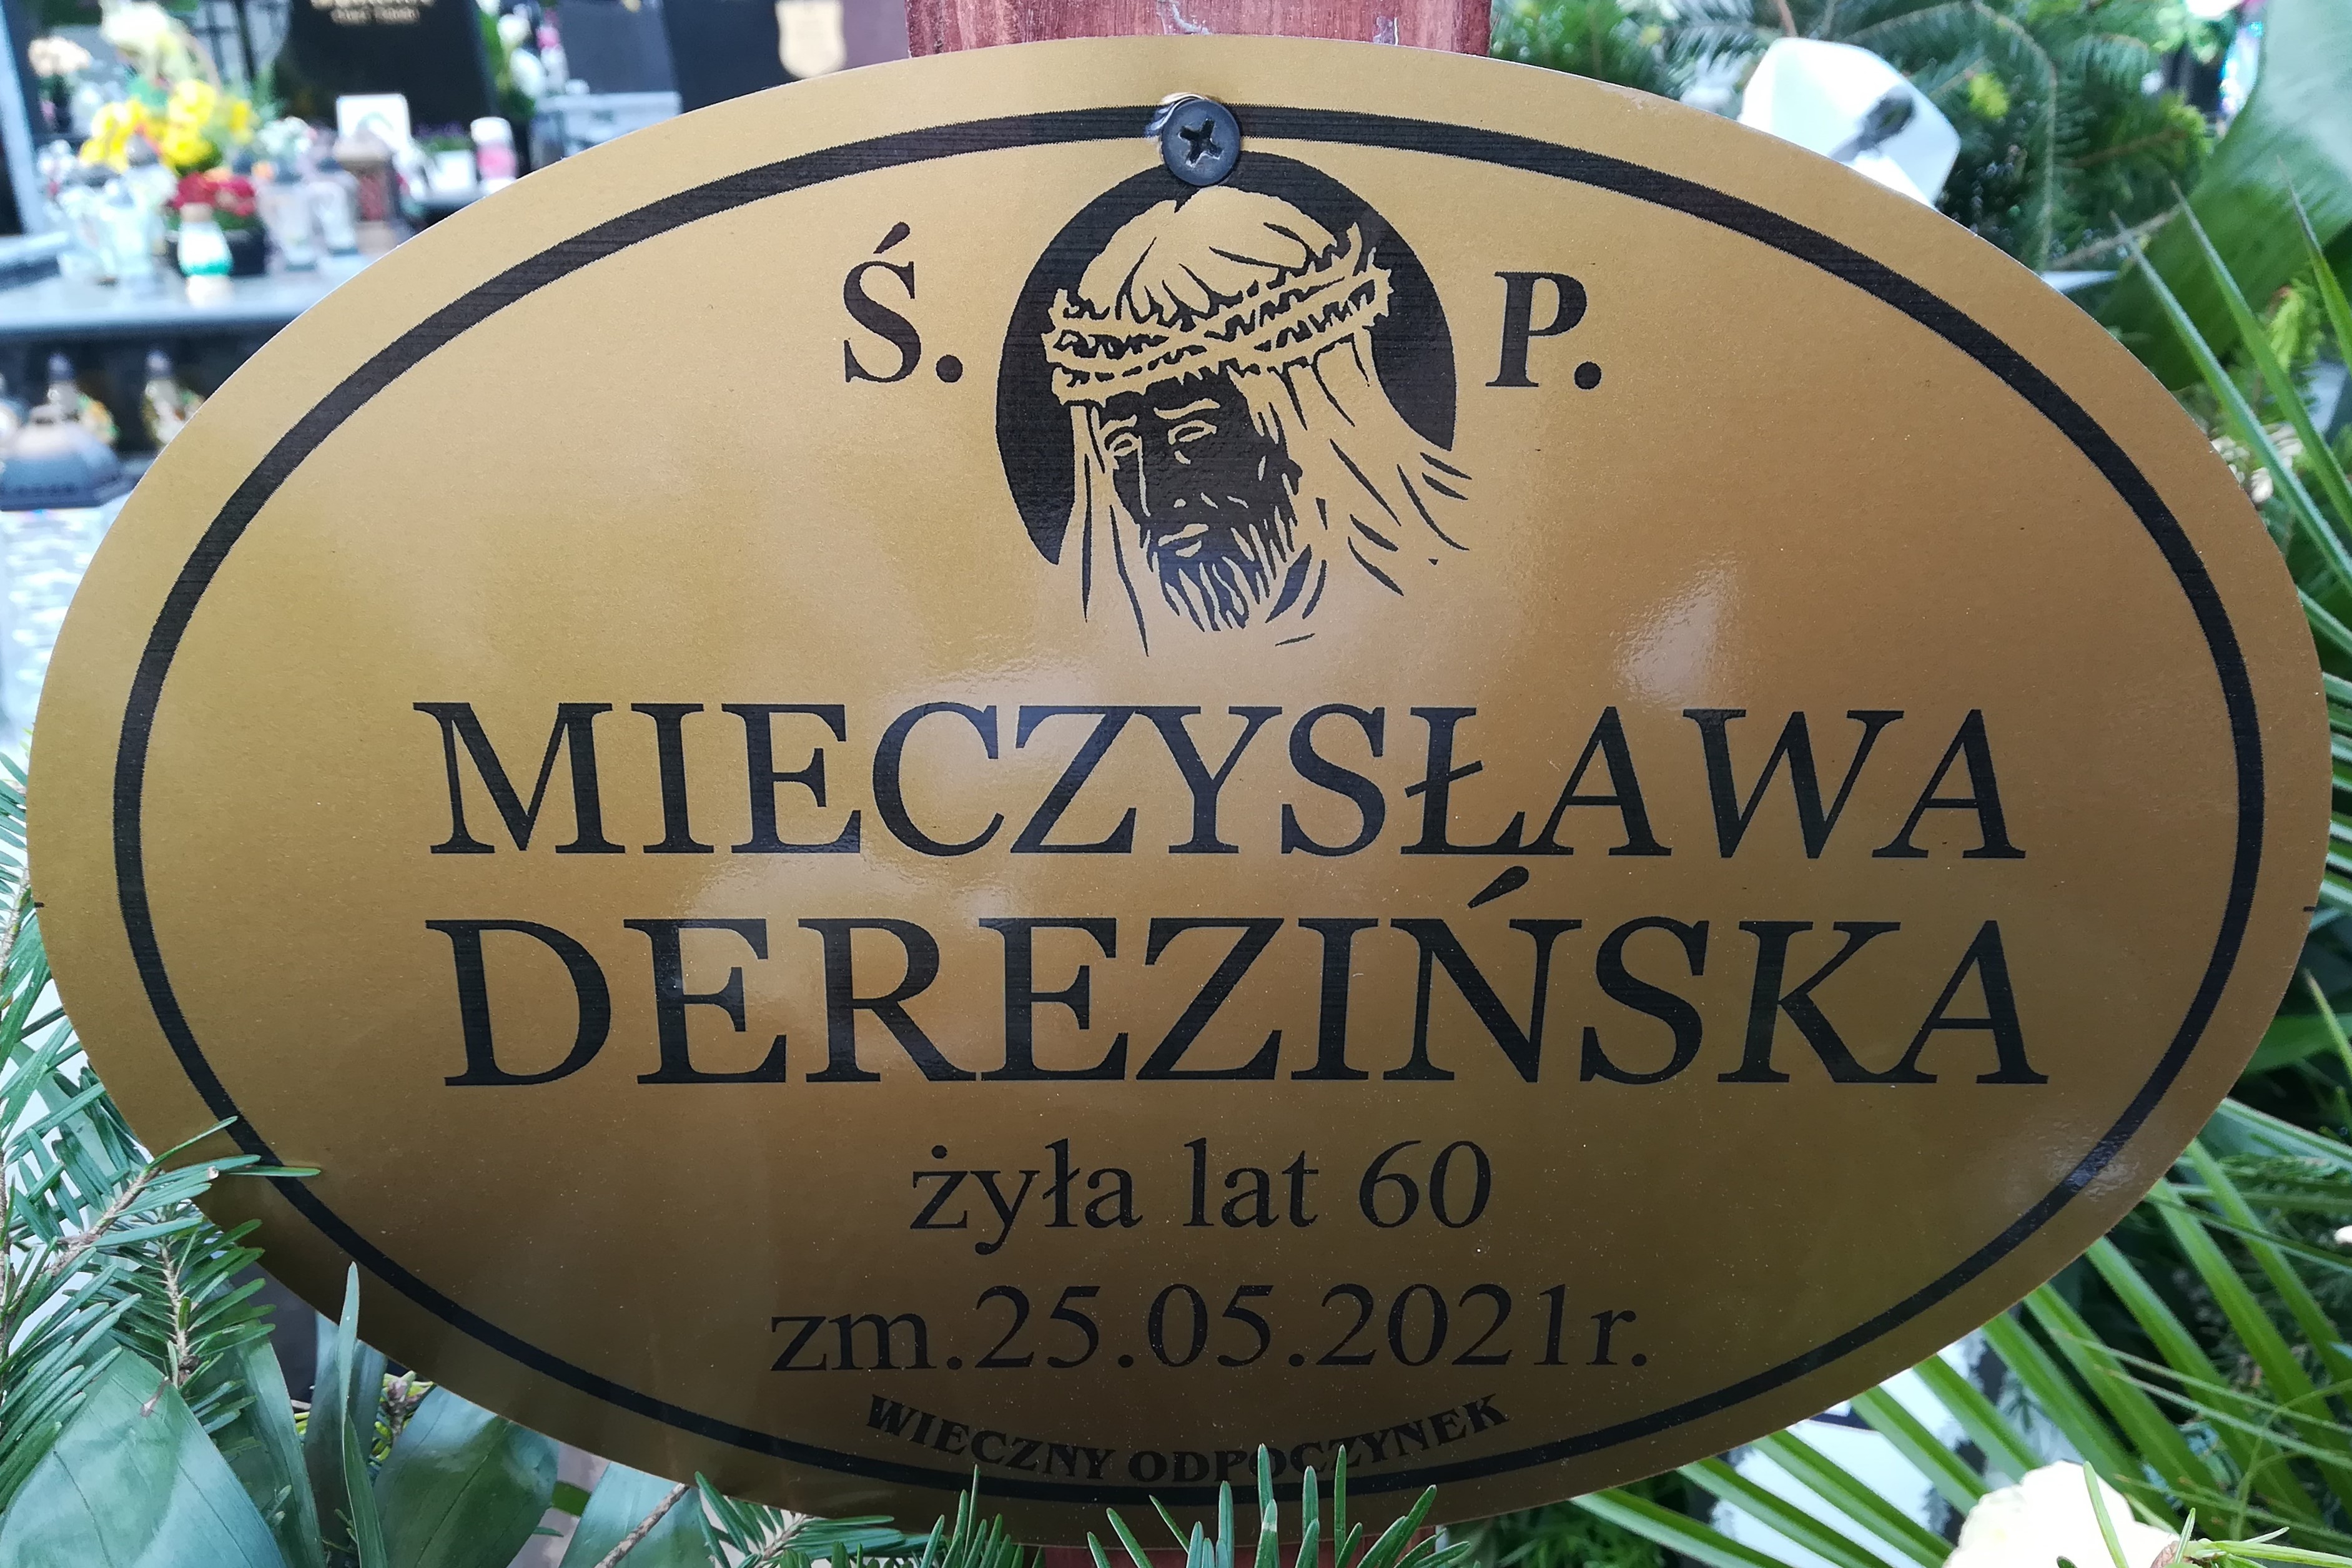 Ś. P.
MIECZYSŁAWA
DEREZIŃSKA
żyła lat 60
zm.25.05.2021r.
WIECZNY ODPOCZYNEK